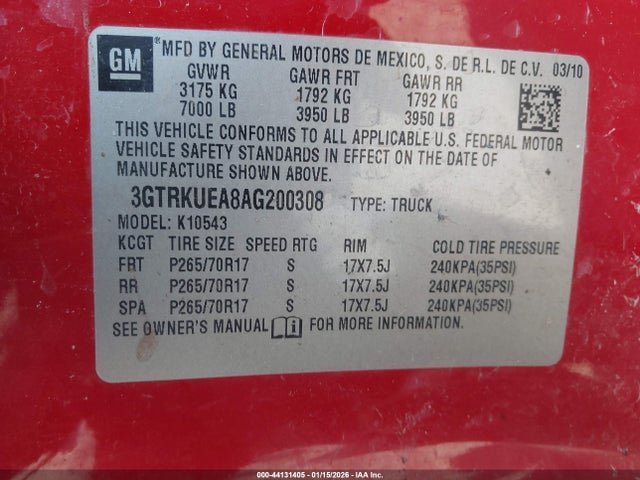 GM
MFD BY GENERAL MOTORS DE MEXICO, S. DE R.L. DE C.V. 03/10
GVWR GAWR FRT GAWR RR
3175 KG 1792 KG 1792 KG
7000 LB 3950 LB 3950 LB
THIS VEHICLE CONFORMS TO ALL APPLICABLE U.S. FEDERAL MOTOR
VEHICLE SAFETY STANDARDS IN EFFECT ON THE DATE OF
MANUFACTURE SHOWN ABOVE.
3GTRKUEA8AG200308 TYPE: TRUCK
MODEL: K10543
KCGT TIRE SIZE SPEED RTG RIM COLD TIRE PRESSURE
FRT P265/70R17 S 17X7.5J 240KPA(35PSI)
RR P265/70R17 S 17X7.5J 240KPA(35PSI)
SPA P265/70R17 S 17X7.5J 240KPA(35PSI)
SEE OWNER'S MANUAL FOR MORE INFORMATION.
000-44131405 - 01/15/2026 - IAA Inc.